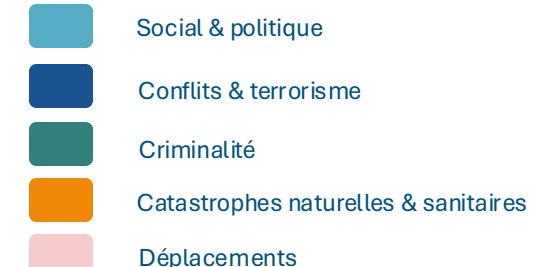 Social & politique
Conflits & terrorisme
Criminalité
Catastrophes naturelles & sanitaires
Déplacements